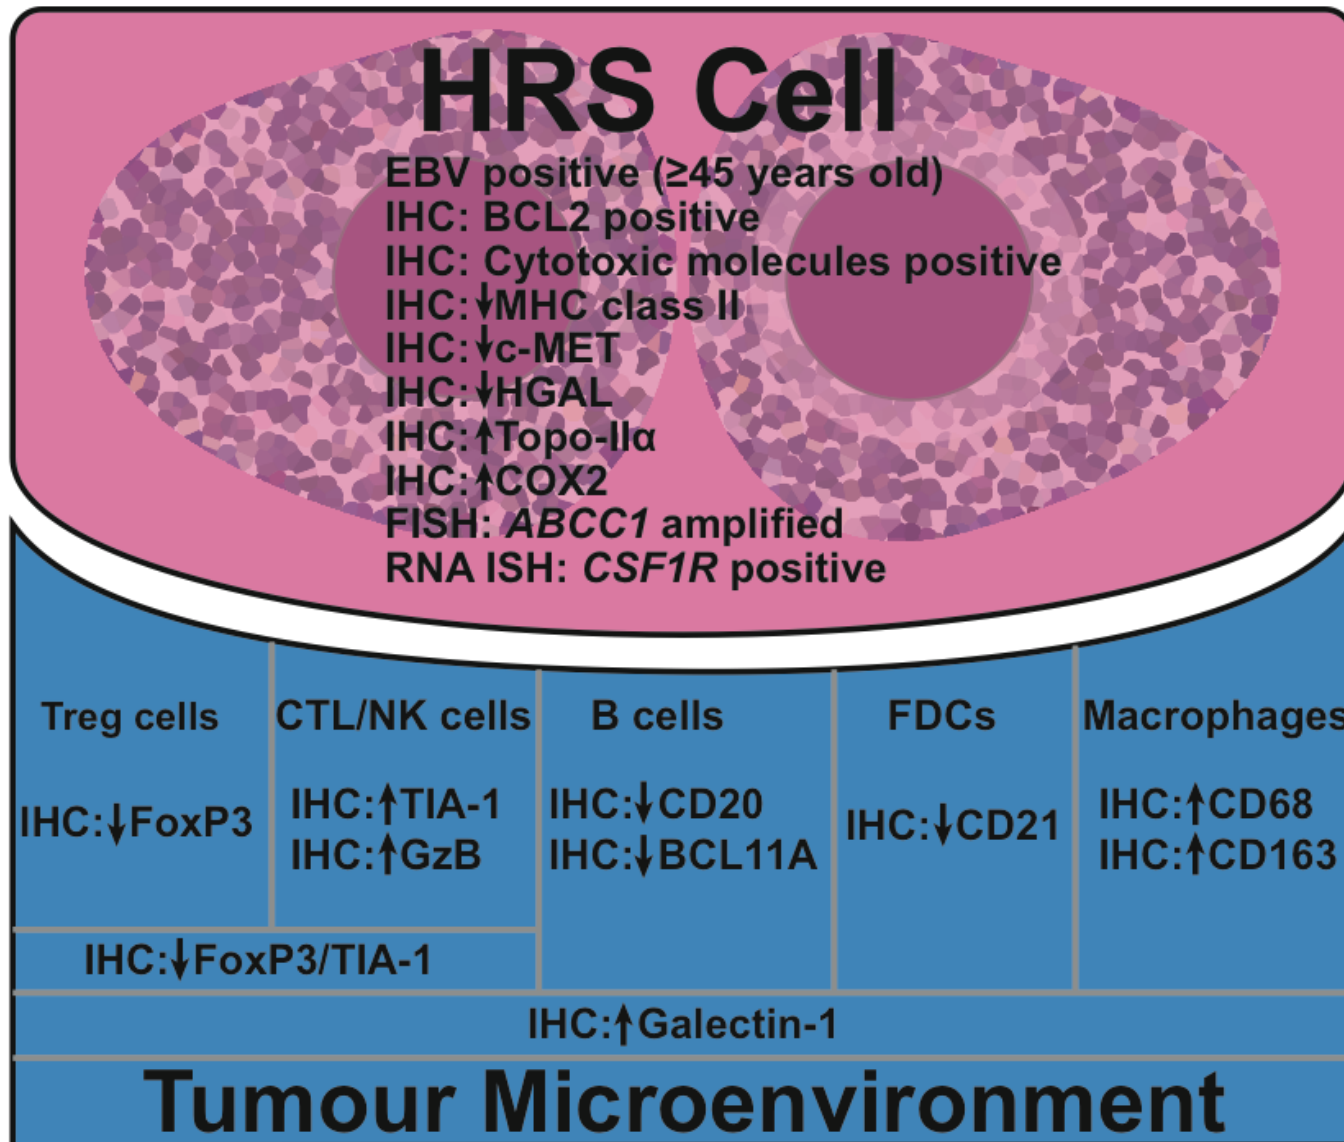 HRS Cell
EBV positive (≥45 years old)
IHC: BCL2 positive
IHC: Cytotoxic molecules positive
IHC:↓MHC class II
IHC:↓c-MET
IHC:↓HGAL
IHC:↑Topo-IIα
IHC:↑COX2
FISH: ABCC1 amplified
RNA ISH: CSF1R positive
Treg cells
IHC:↓FoxP3
CTL/NK cells
IHC:↑TIA-1
IHC:↑GzB
IHC:↓FoxP3/TIA-1
B cells
IHC:↓CD20
IHC:↓BCL11A
FDCs
IHC:↓CD21
Macrophages
IHC:↑CD68
IHC:↑CD163
IHC:↑Galectin-1
Tumour Microenvironment